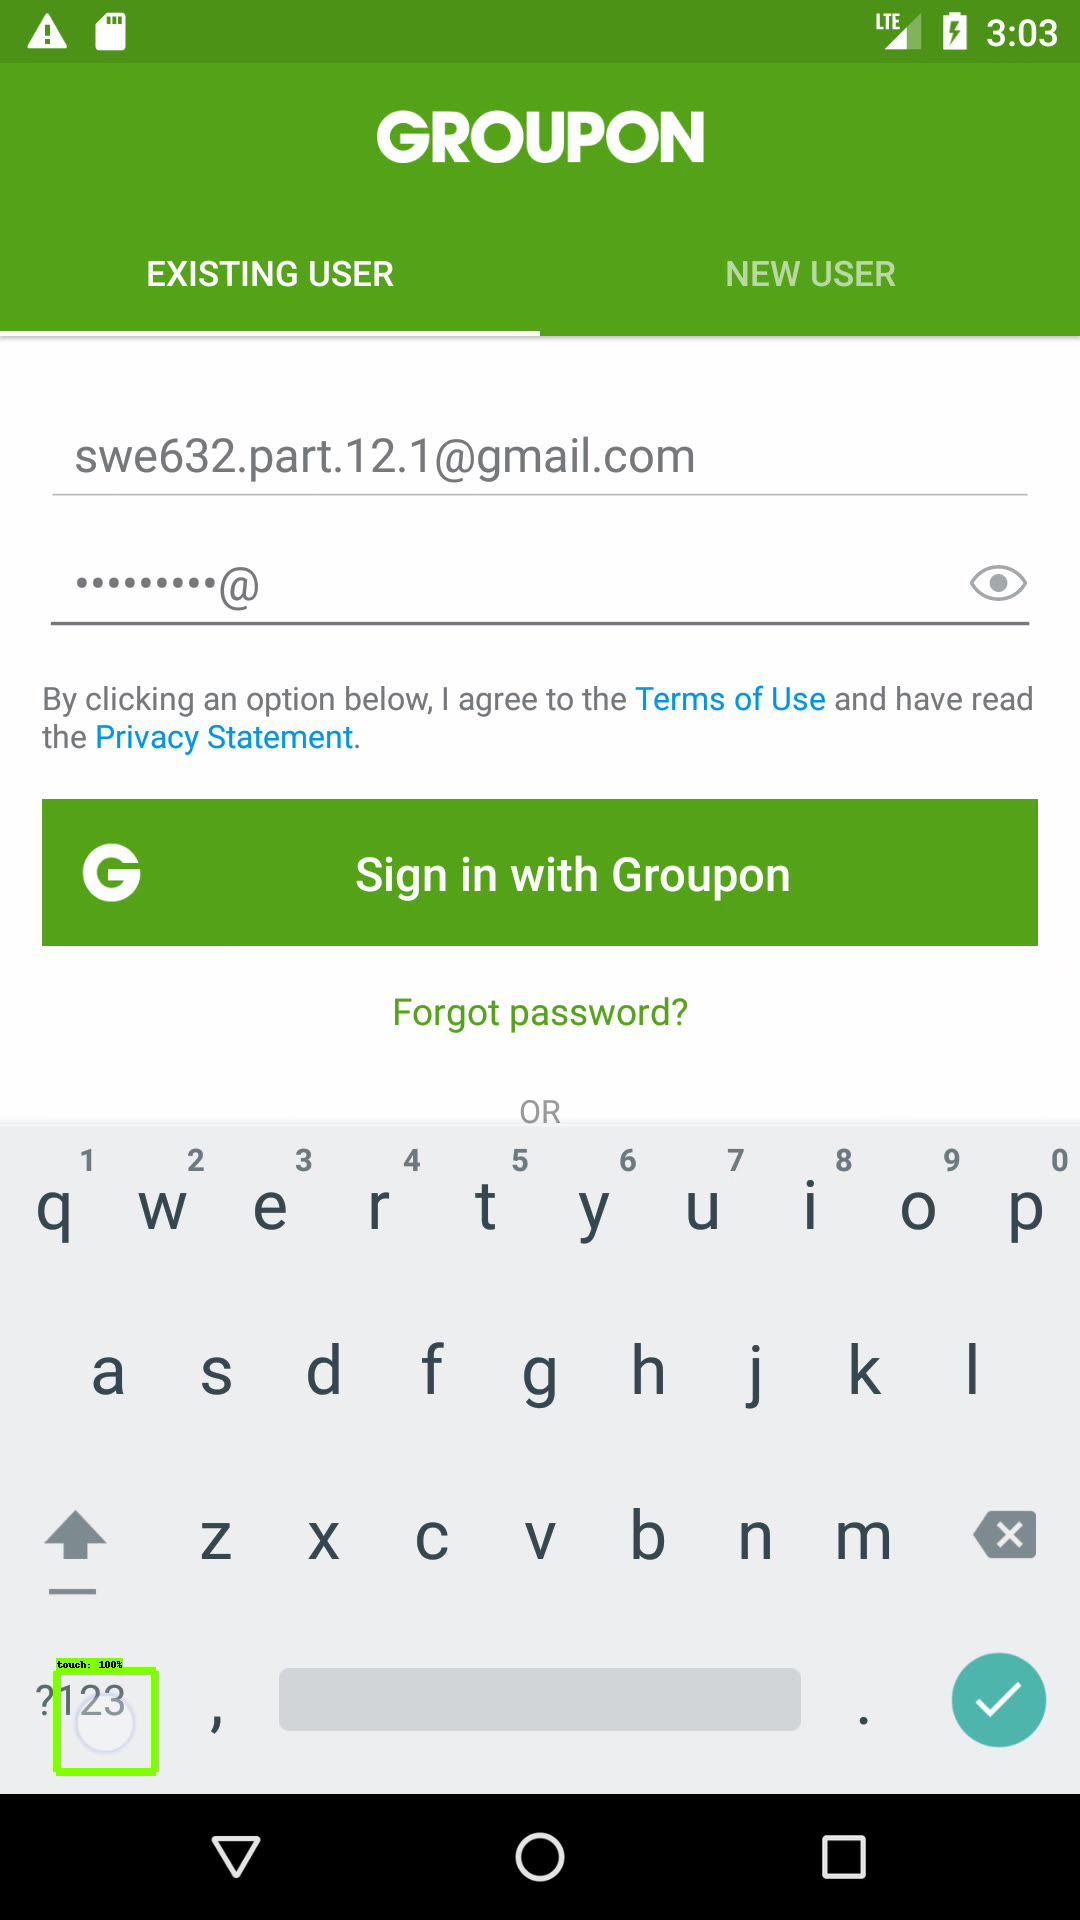 LTE 3:03
GROUPON
EXISTING USER NEW USER
swe632.part.12.1@gmail.com
•••••••••@
By clicking an option below, I agree to the Terms of Use and have read
the Privacy Statement.
G Sign in with Groupon
Forgot password?
OR
1 2 3 4 5 6 7 8 9 0
q w e r t y u i o p
a s d f g h j k l
z x c v b n m
touch: 100%
?123 , .